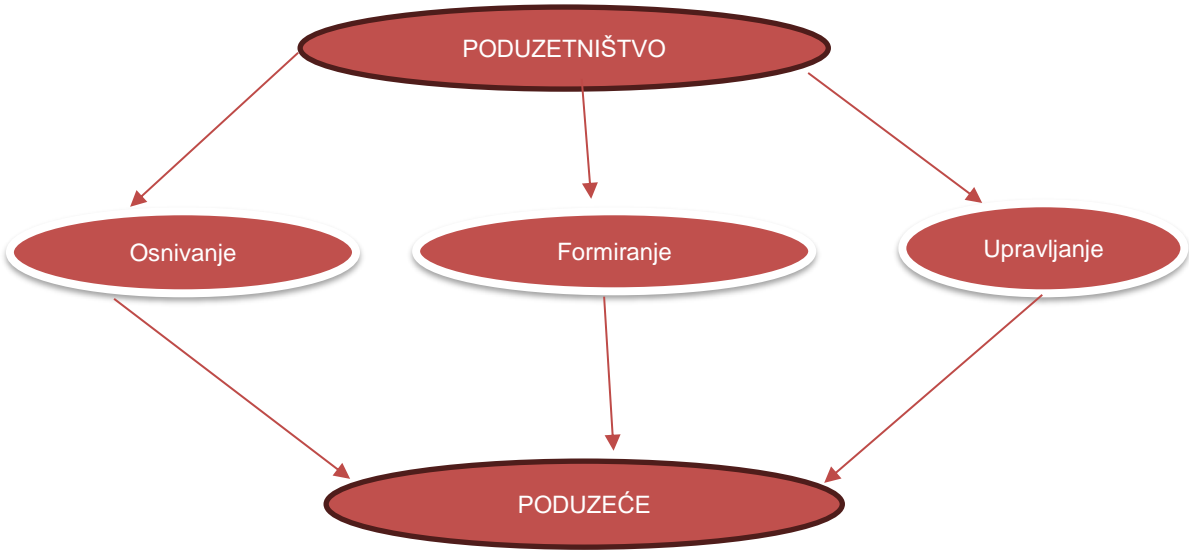 PODUZETNIŠTVO
Osnivanje
Formiranje
Upravljanje
PODUZEĆE